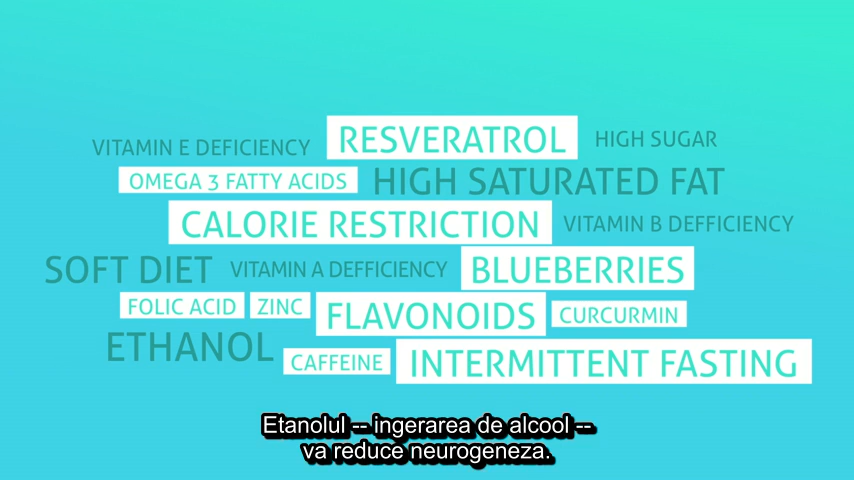 VITAMIN E DEFICIENCY RESVERATROL HIGH SUGAR
OMEGA 3 FATTY ACIDS HIGH SATURATED FAT
CALORIE RESTRICTION VITAMIN B DEFFICIENCY
SOFT DIET VITAMIN A DEFFICIENCY BLUEBERRIES
FOLIC ACID ZINC FLAVONOIDS CURCURMIN
ETHANOL CAFFEINE INTERMITTENT FASTING
Etanolul -- ingerarea de alcool --
va reduce neurogeneza.